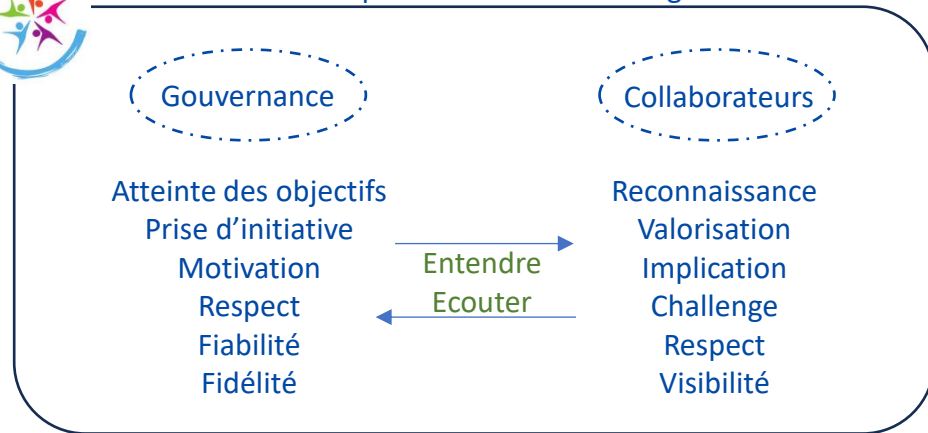 Gouvernance
Collaborateurs
Atteinte des objectifs
Prise d’initiative
Motivation
Respect
Fiabilité
Fidélité
Entendre
Ecouter
Reconnaissance
Valorisation
Implication
Challenge
Respect
Visibilité